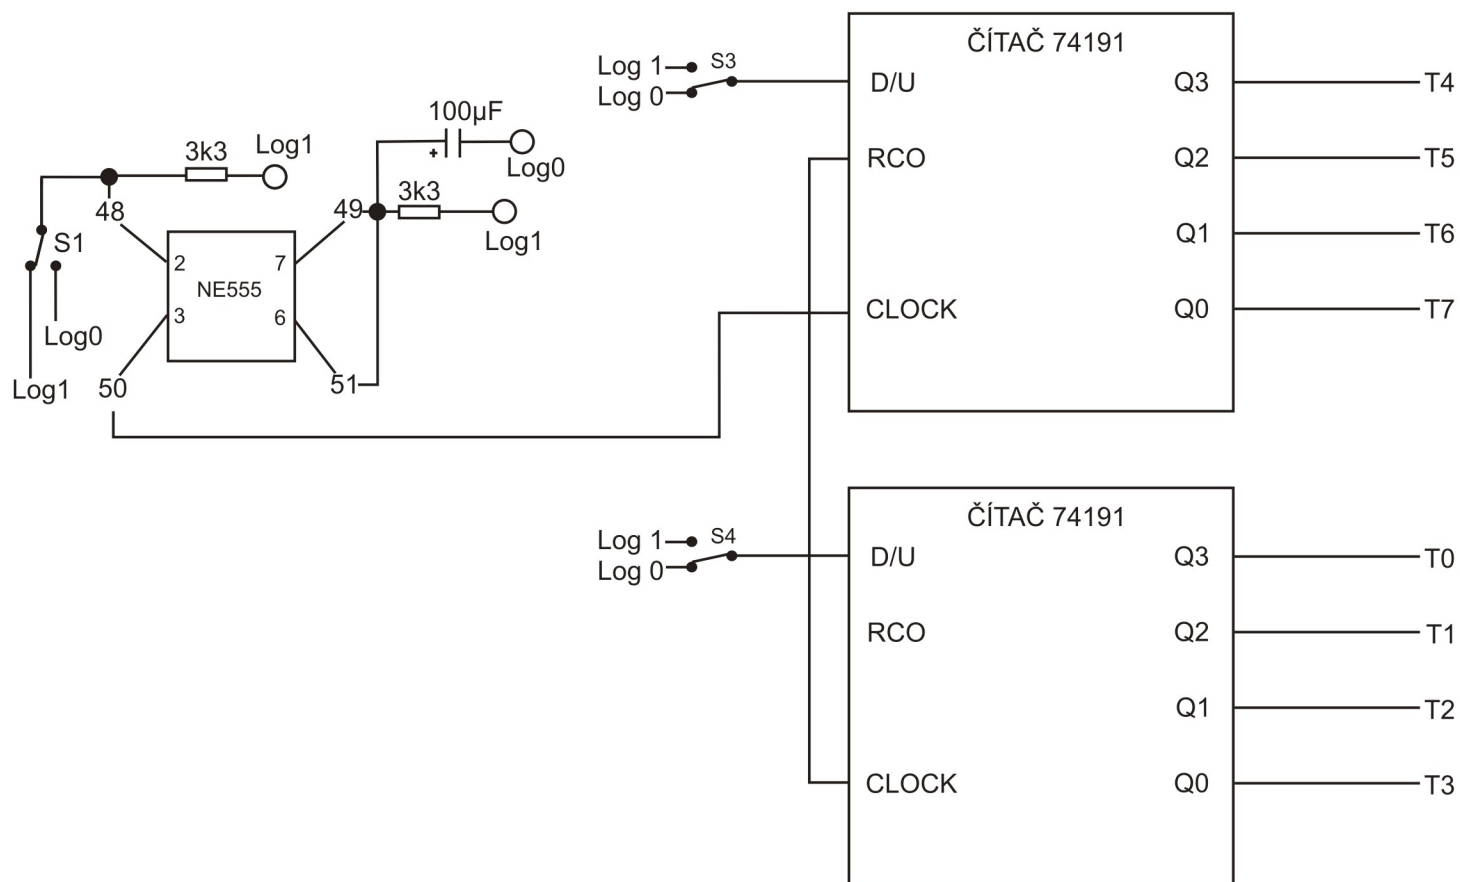 ČÍTAČ 74191
Log 1 S3
Log 0
D/U Q3 T4
100µF
+
Log0
3k3 Log1
RCO Q2 T5
48
49 3k3
Log1
S1
2 7
NE555
3 6
Q1 T6
Log0
Log1
50
51
CLOCK Q0 T7
ČÍTAČ 74191
Log 1 S4
Log 0
D/U Q3 T0
RCO Q2 T1
Q1 T2
CLOCK Q0 T3